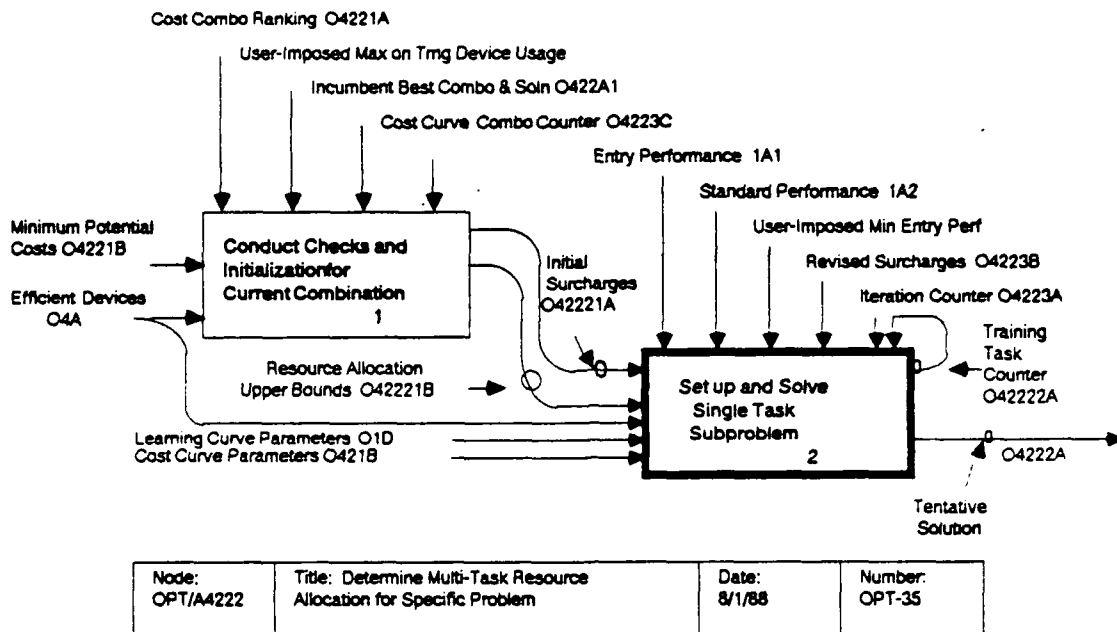 Cost Combo Ranking O4221A
User-Imposed Max on Trng Device Usage
Incumbent Best Combo & Soln O422A1
Cost Curve Combo Counter O4223C
Entry Performance 1A1
Standard Performance 1A2
User-Imposed Min Entry Perf
Revised Surcharges O4223B
Iteration Counter O4223A
Minimum Potential
Costs O4221B
Efficient Devices
O4A
Conduct Checks and
Initializationfor
Current Combination
1
Initial
Surcharges
O42221A
Training
Task
Counter
O42222A
Resource Allocation
Upper Bounds O42221B
Set up and Solve
Single Task
Subproblem
2
Learning Curve Parameters O1D
Cost Curve Parameters O421B
O4222A
Tentative
Solution
Node:
OPT/A4222
Title: Determine Multi-Task Resource
Allocation for Specific Problem
Date:
8/1/88
Number:
OPT-35